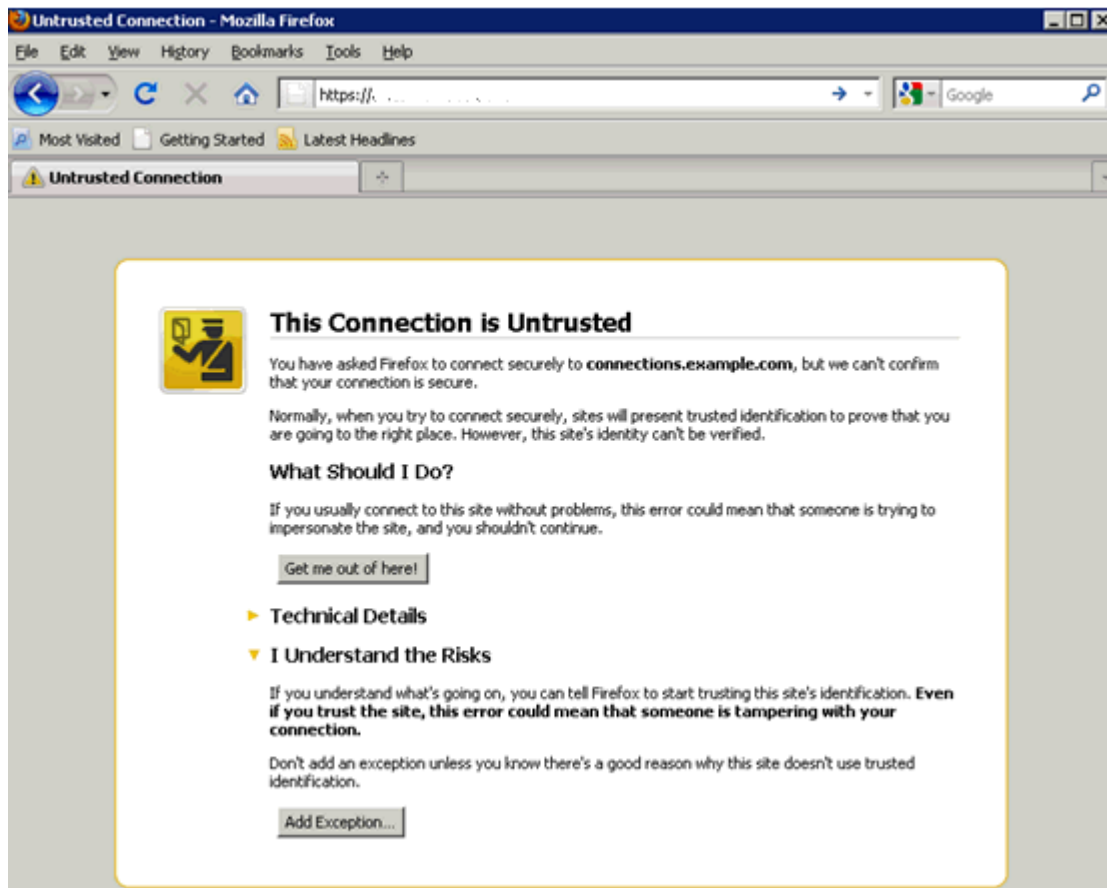 Untrusted Connection - Mozilla Firefox
File Edit View History Bookmarks Tools Help
https://
Google
Most Visited Getting Started Latest Headlines
Untrusted Connection
This Connection is Untrusted
You have asked Firefox to connect securely to connections.example.com, but we can't confirm
that your connection is secure.
Normally, when you try to connect securely, sites will present trusted identification to prove that you
are going to the right place. However, this site's identity can't be verified.
What Should I Do?
If you usually connect to this site without problems, this error could mean that someone is trying to
impersonate the site, and you shouldn't continue.
Get me out of here!
Technical Details
I Understand the Risks
If you understand what's going on, you can tell Firefox to start trusting this site's identification. Even
if you trust the site, this error could mean that someone is tampering with your
connection.
Don't add an exception unless you know there's a good reason why this site doesn't use trusted
identification.
Add Exception...